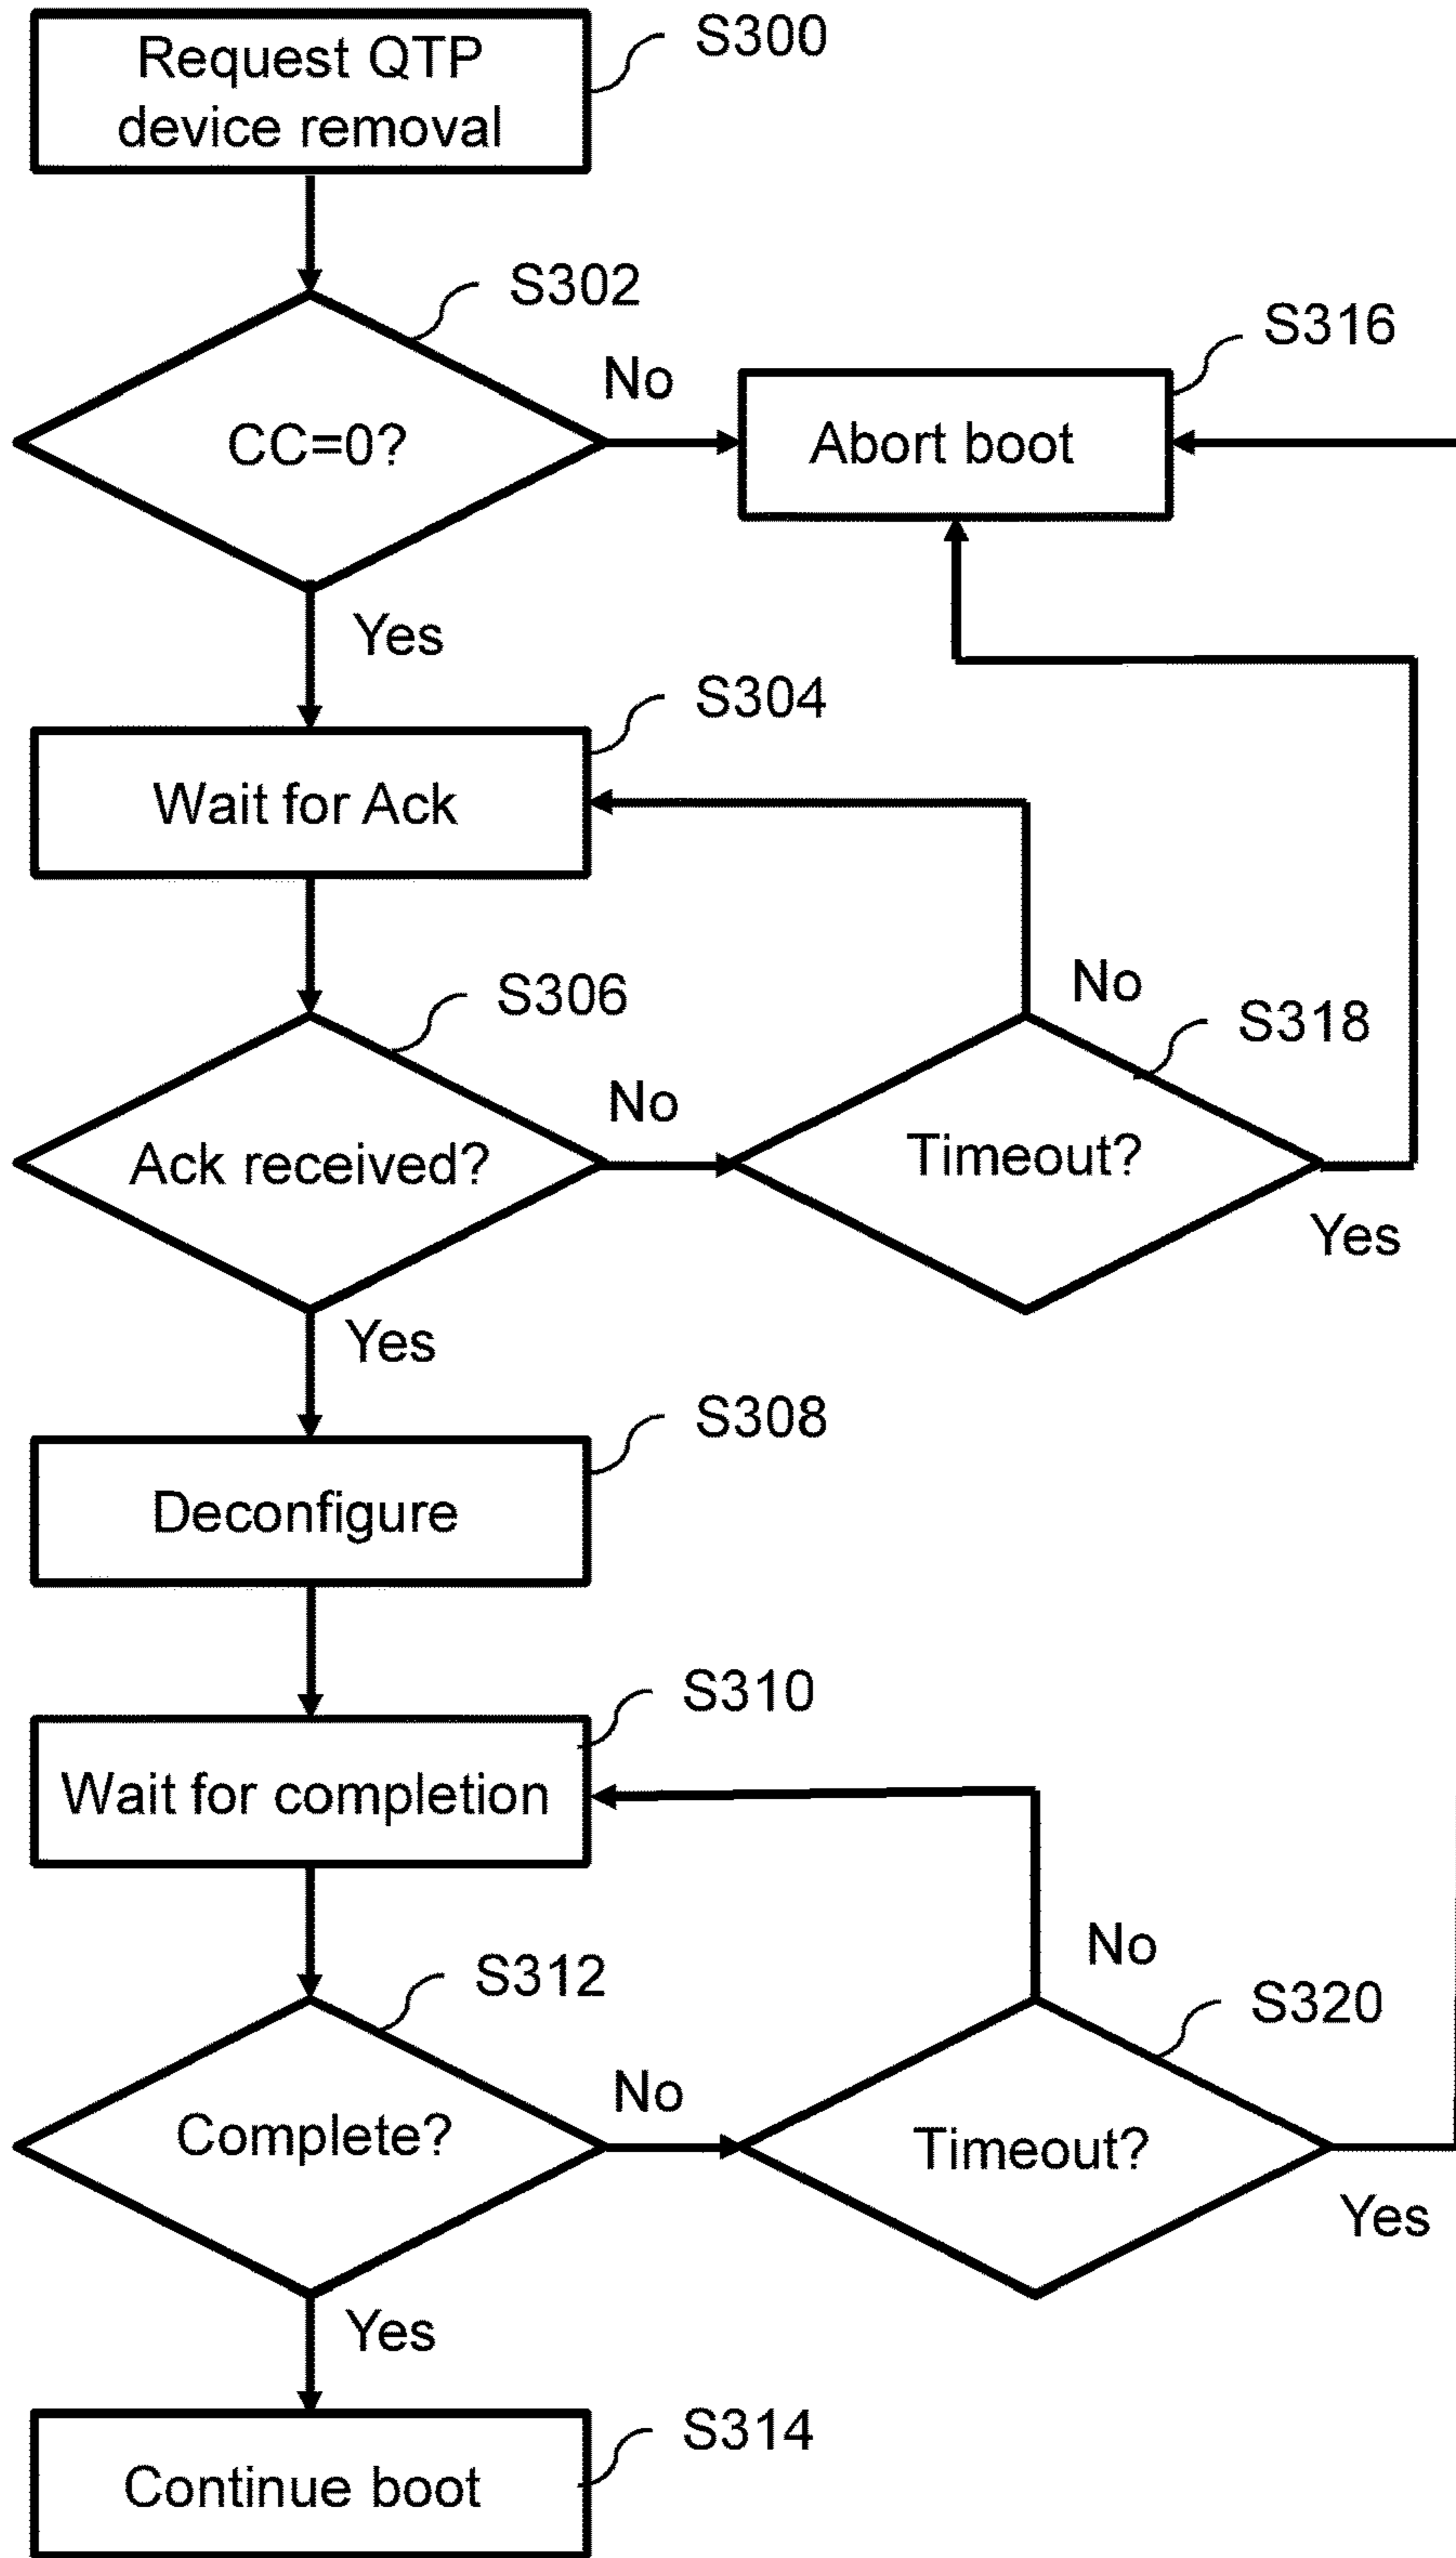 Request QTP
device removal
S300
S302
CC=0?
No
Yes
S316
Abort boot
S304
Wait for Ack
S306
Ack received?
No
Yes
No
S318
Timeout?
Yes
S308
Deconfigure
S310
Wait for completion
S312
Complete?
No
Yes
No
S320
Timeout?
Yes
S314
Continue boot